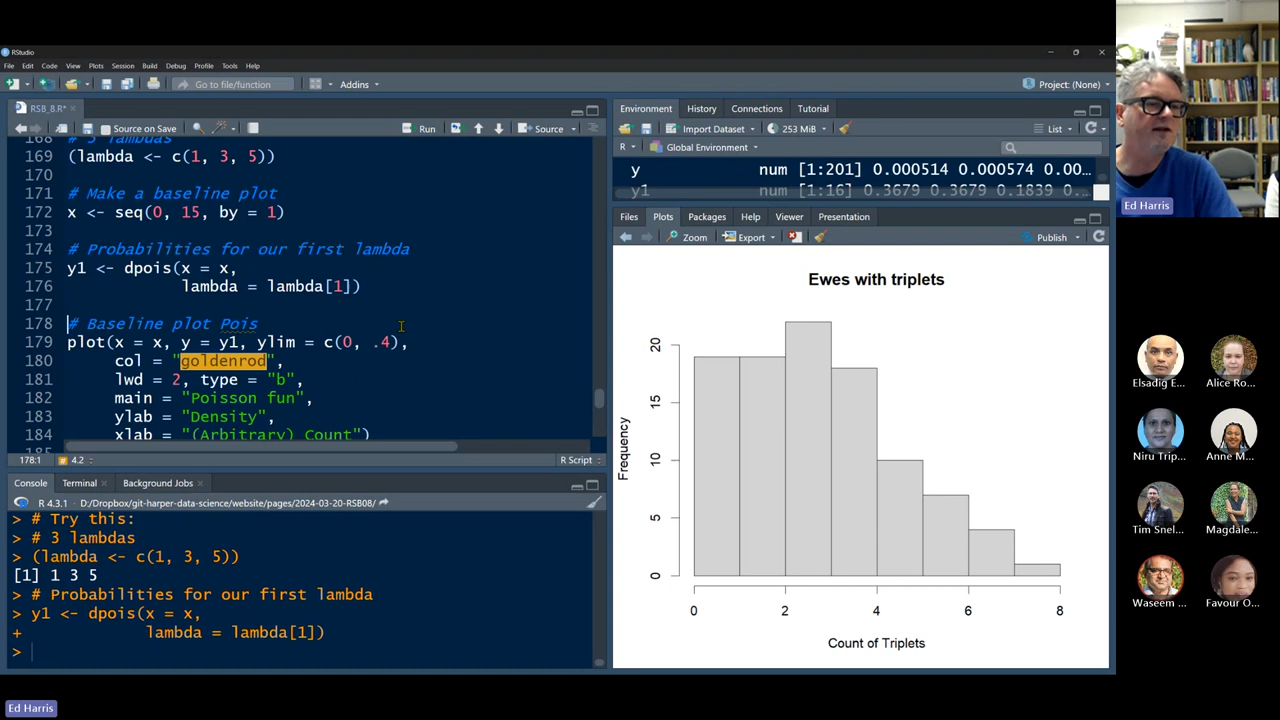 RStudio
File Edit Code View Plots Session Build Debug Profile Tools Help
Go to file/function
Addins
Project: (None)
RSB_8.R*
Source on Save
Run
Source
168 # 3 lambdas
169 (lambda <- c(1, 3, 5))
170
171 # Make a baseline plot
172 x <- seq(0, 15, by = 1)
173
174 # Probabilities for our first lambda
175 y1 <- dpois(x = x,
176 lambda = lambda[1])
177
178 # Baseline plot Pois
179 plot(x = x, y = y1, ylim = c(0, .4),
180 col = "goldenrod",
181 lwd = 2, type = "b",
182 main = "Poisson fun",
183 ylab = "Density",
184 xlab = "(Arbitrary) Count")
185
178:1 # 4.2 R Script
Console Terminal Background Jobs
R 4.3.1 · D:/Dropbox/git-harper-data-science/website/pages/2024-03-20-RSB08/
> # Try this:
> # 3 lambdas
> (lambda <- c(1, 3, 5))
[1] 1 3 5
> # Probabilities for our first lambda
> y1 <- dpois(x = x,
+ lambda = lambda[1])
>
Environment History Connections Tutorial
Import Dataset
253 MiB
List
R
Global Environment
y num [1:201] 0.000514 0.000574 0.00...
y1 num [1:16] 0.3679 0.3679 0.1839 0...
Files Plots Packages Help Viewer Presentation
Zoom Export Publish
Ewes with triplets
Frequency
20
15
10
5
0
0 2 4 6 8
Count of Triplets
Ed Harris
Elsadig E...
Alice Ro...
Niru Trip...
Anne M...
Tim Snel...
Magdale...
Waseem ...
Favour O...
Ed Harris